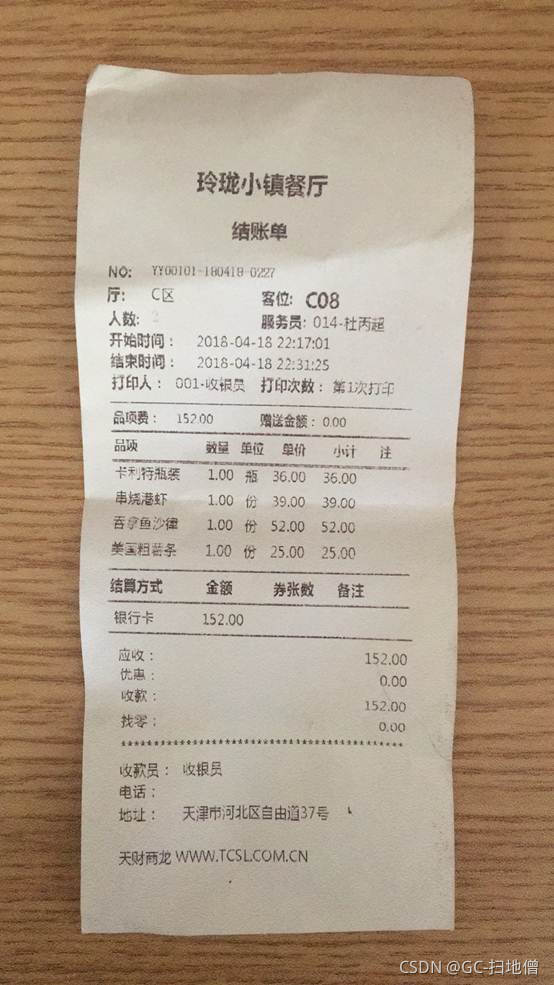 玲珑小镇餐厅
结账单
NO: YY00101-180418-0227
厅: C区 客位: C08
人数: 服务员: 014-杜丙超
开始时间: 2018-04-18 22:17:01
结束时间: 2018-04-18 22:31:25
打印人: 001-收银员 打印次数: 第1次打印
品项费: 152.00 赠送金额: 0.00
品项 数量 单位 单价 小计 注
卡利特瓶装 1.00 瓶 36.00 36.00
串烧港虾 1.00 份 39.00 39.00
吞拿鱼沙律 1.00 份 52.00 52.00
美国粗薯条 1.00 份 25.00 25.00
结算方式 金额 券张数 备注
银行卡 152.00
应收: 152.00
优惠: 0.00
收款: 152.00
找零: 0.00
收款员: 收银员
电话:
地址: 天津市河北区自由道37号
天财商龙 WWW.TCSL.COM.CN
CSDN @GC-扫地僧